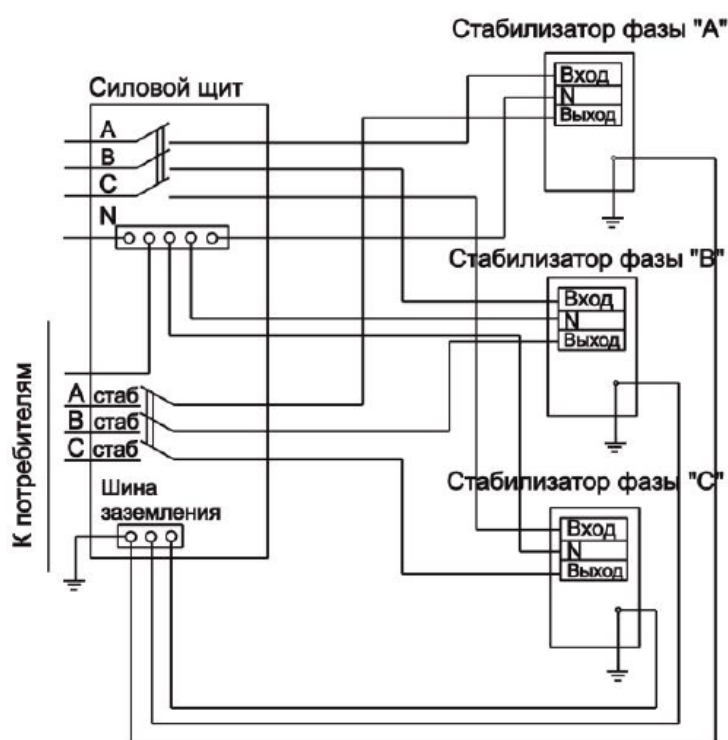 Стабилизатор фазы "А"
Вход
N
Выход
Силовой щит
А
В
С
N
Стабилизатор фазы "В"
Вход
N
Выход
К потребителям
А стаб
В стаб
С стаб
Шина
заземления
Стабилизатор фазы "С"
Вход
N
Выход